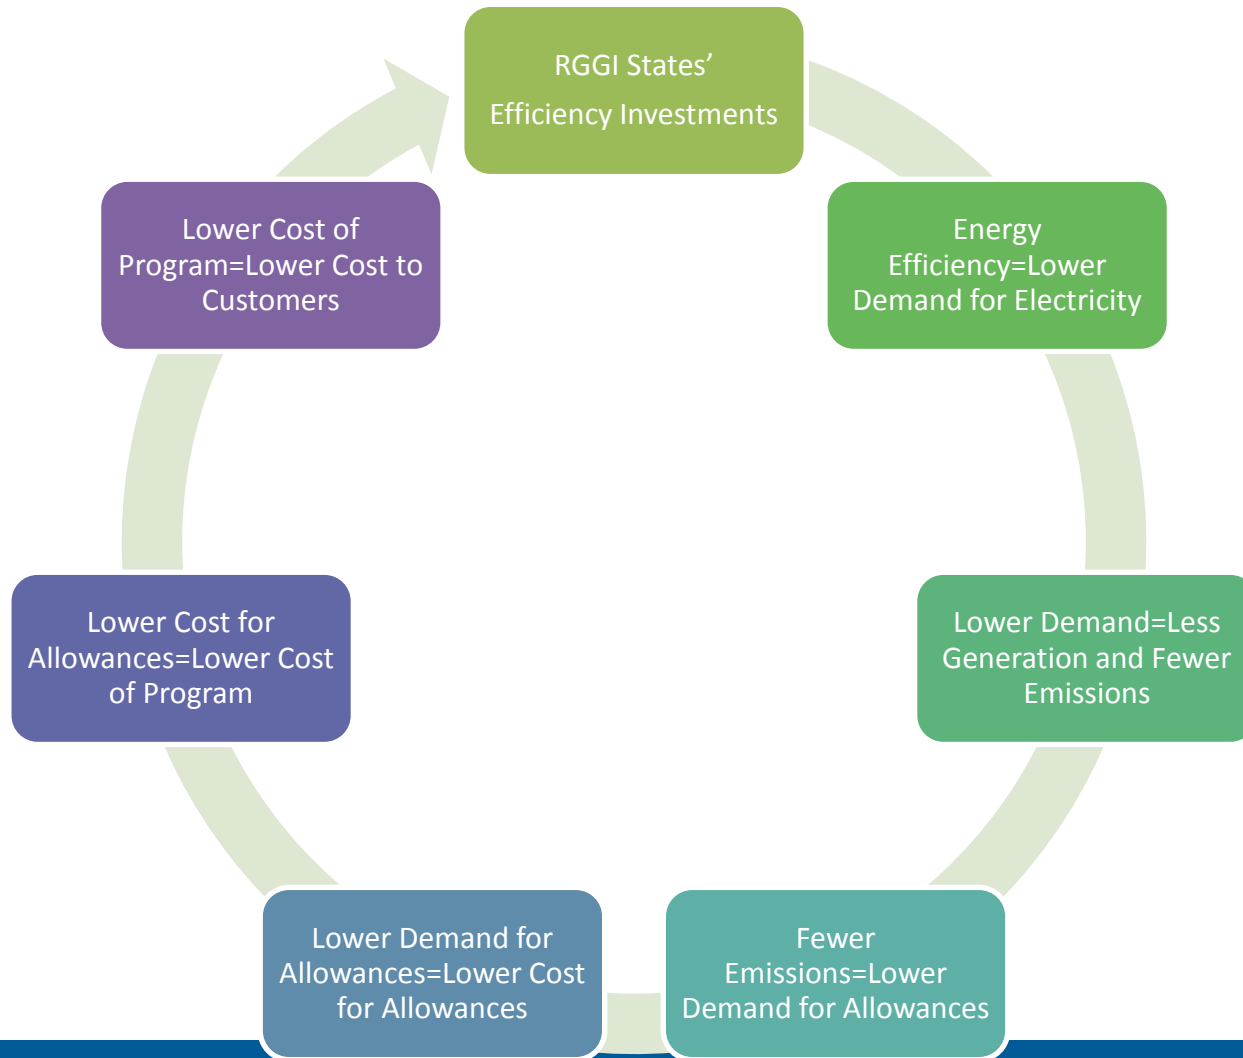 RGGI States’
Efficiency Investments
Energy
Efficiency=Lower
Demand for Electricity
Lower Demand=Less
Generation and Fewer
Emissions
Fewer
Emissions=Lower
Demand for Allowances
Lower Demand for
Allowances=Lower Cost
for Allowances
Lower Cost for
Allowances=Lower Cost
of Program
Lower Cost of
Program=Lower Cost to
Customers